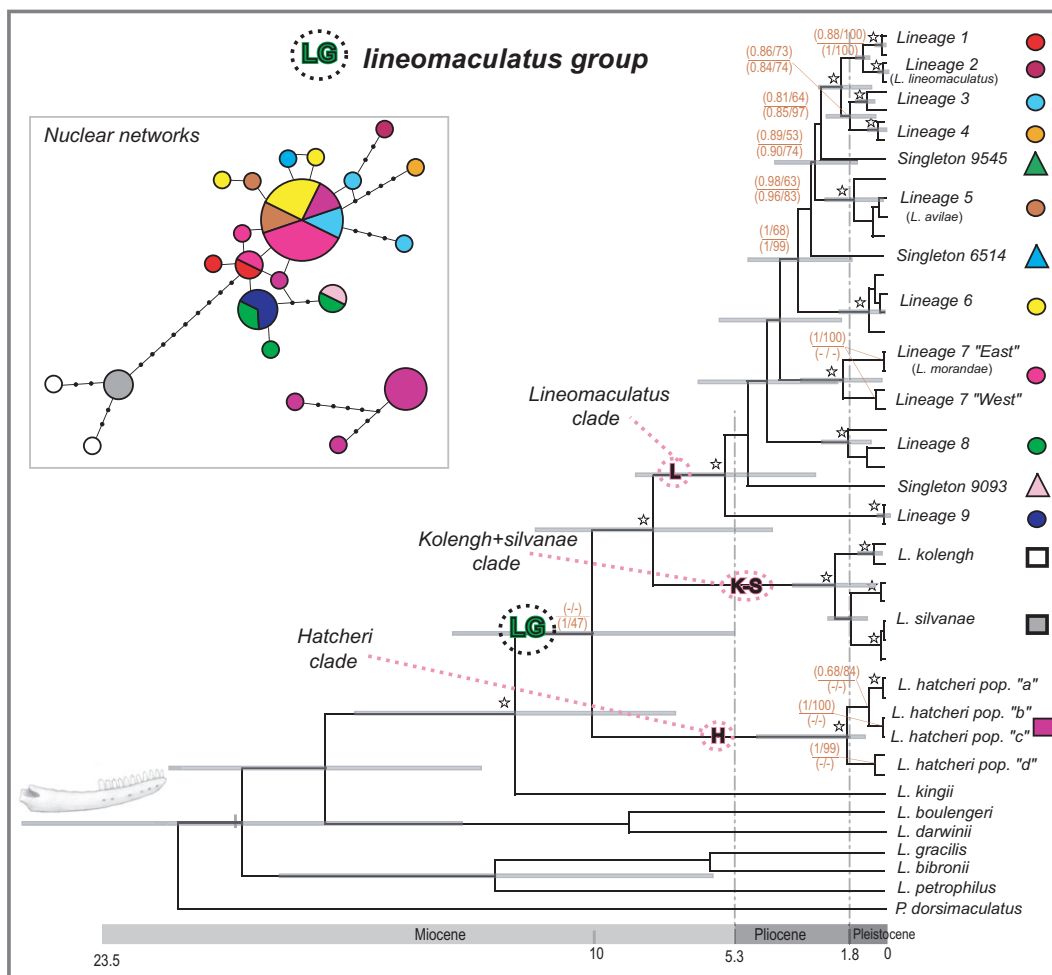 LG lineomaculatus group
Nuclear networks
(0.88/100)
(1/100)
(0.86/73)
(0.84/74)
(0.81/64)
(0.85/97)
(0.89/53)
(0.90/74)
(0.98/63)
(0.96/83)
(1/68)
(1/99)
(1/100)
(-/-)
Lineage 1
Lineage 2
(L. lineomaculatus)
Lineage 3
Lineage 4
Singleton 9545
Lineage 5
(L. avilae)
Singleton 6514
Lineage 6
Lineage 7 "East"
(L. morandae)
Lineage 7 "West"
Lineage 8
Singleton 9093
Lineage 9
L. kolengh
L. silvanae
Lineomaculatus
clade
L
Kolengh+silvanae
clade
K-S
LG
(-/-)
(1/47)
Hatcheri
clade
H
(0.68/84)
(-/-)
(1/100)
(-/-)
(1/99)
(-/-)
L. hatcheri pop. "a"
L. hatcheri pop. "b"
L. hatcheri pop. "c"
L. hatcheri pop. "d"
L. kingii
L. boulengeri
L. darwinii
L. gracilis
L. bibronii
L. petrophilus
P. dorsimaculatus
Miocene Pliocene Pleistocene
23.5 10 5.3 1.8 0